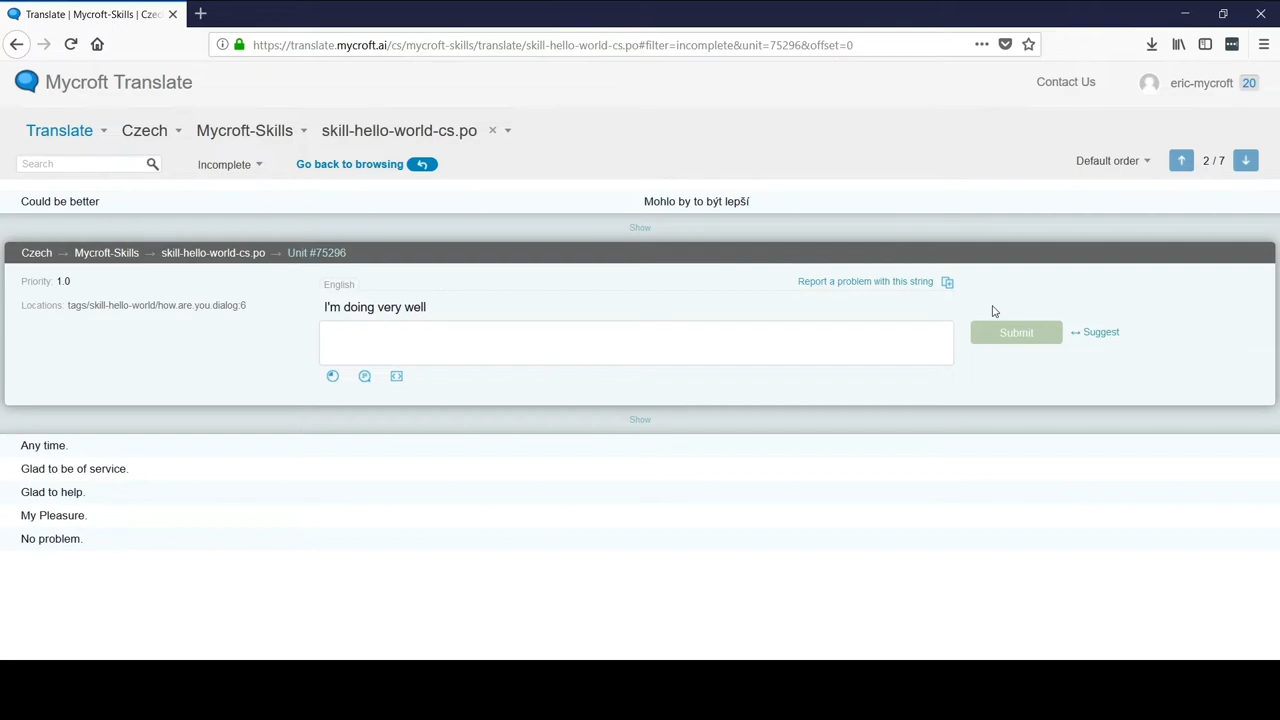 Translate | Mycroft-Skills | Cze
https://translate.mycroft.ai/cs/mycroft-skills/translate/skill-hello-world-cs.po#filter=incomplete&unit=75296&offset=0
Mycroft Translate
Contact Us
eric-mycroft 20
Translate Czech Mycroft-Skills skill-hello-world-cs.po
Search
Incomplete
Go back to browsing
Default order
2 / 7
Could be better
Mohlo by to být lepší
Show
Czech → Mycroft-Skills → skill-hello-world-cs.po → Unit #75296
Priority: 1.0
Locations: tags/skill-hello-world/how.are.you.dialog:6
English
Report a problem with this string
I'm doing very well
Submit
Suggest
Show
Any time.
Glad to be of service.
Glad to help.
My Pleasure.
No problem.